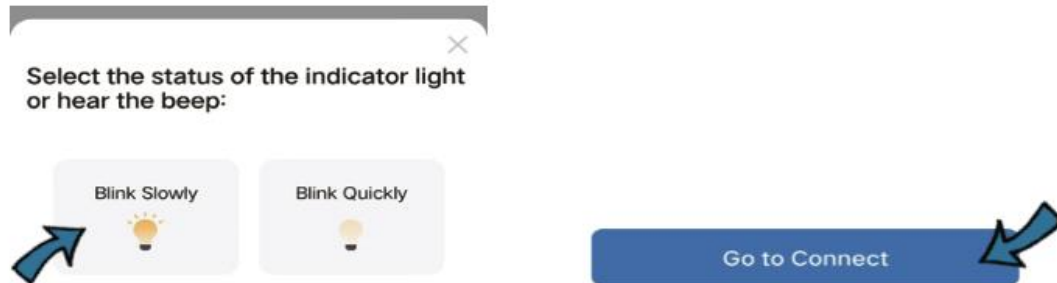 Select the status of the indicator light
or hear the beep:
Blink Slowly
Blink Quickly
Go to Connect